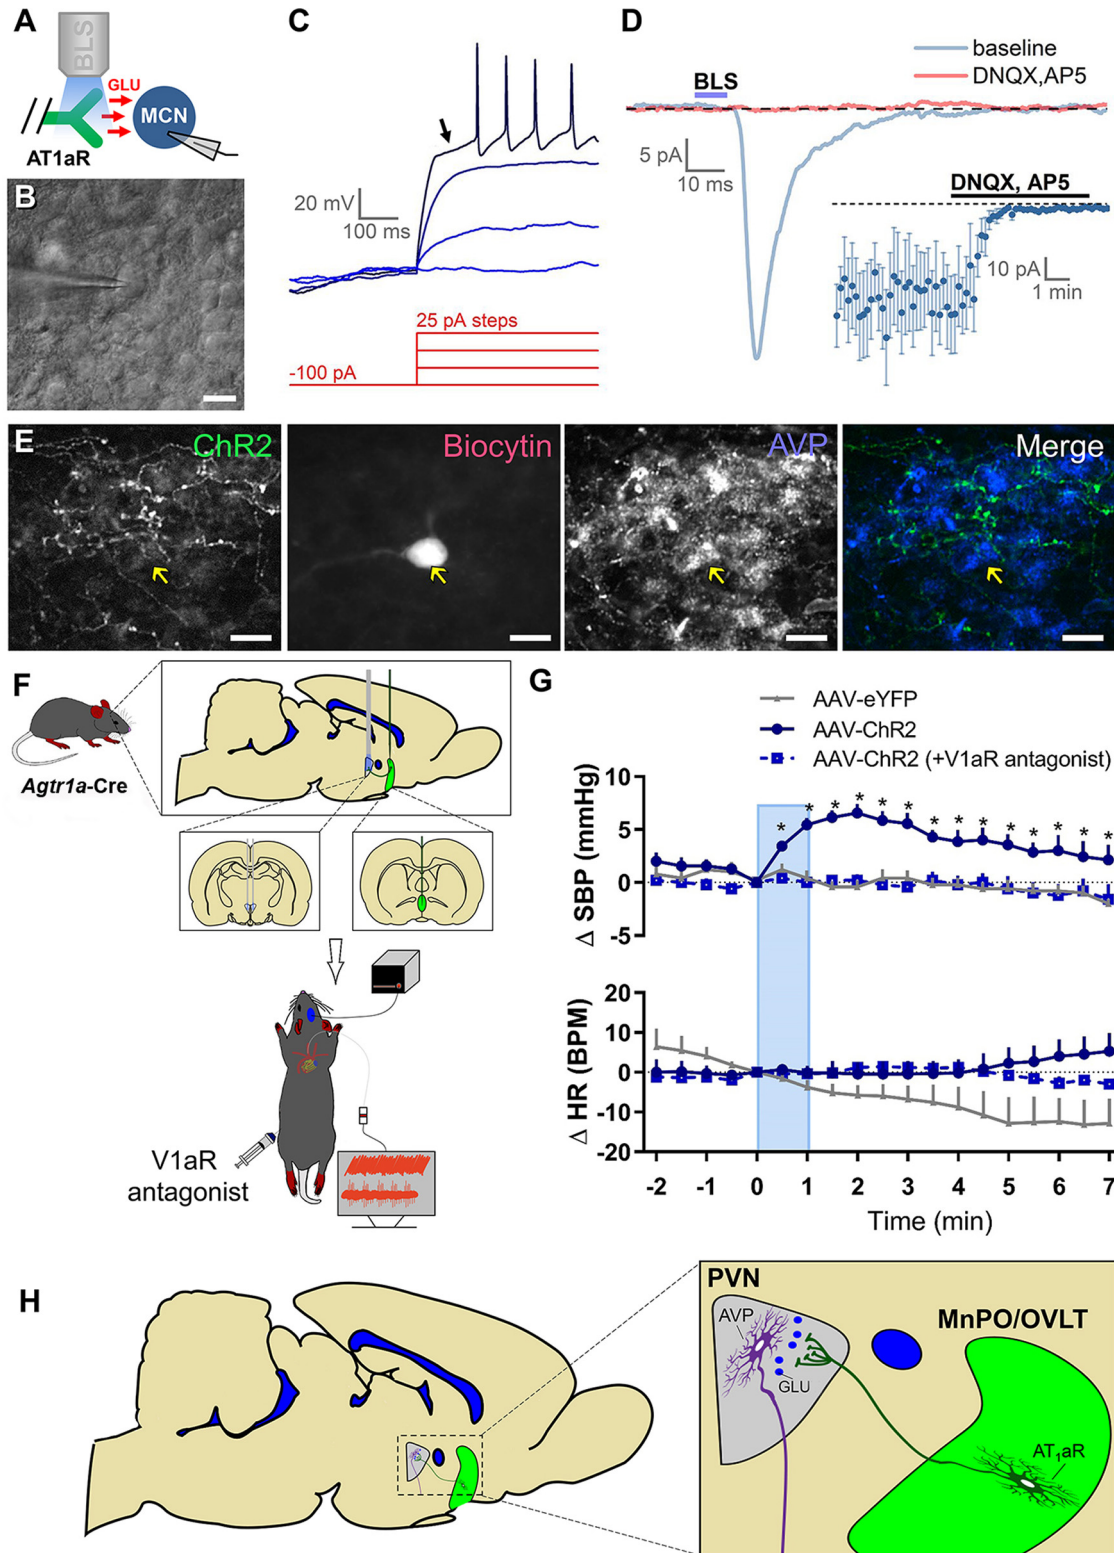 A
BLS
GLU
MCN
AT1aR
B
C
20 mV
100 ms
25 pA steps
-100 pA
D
baseline
DNQX,AP5
BLS
5 pA
10 ms
DNQX, AP5
10 pA
1 min
E
ChR2
Biocytin
AVP
Merge
F
Agtr1a-Cre
V1aR
antagonist
G
AAV-eYFP
AAV-ChR2
AAV-ChR2 (+V1aR antagonist)
Δ SBP (mmHg)
10
5
0
-5
* * * * * * * * * * * * * *
Δ HR (BPM)
20
10
0
-10
-20
-2 -1 0 1 2 3 4 5 6 7
Time (min)
H
PVN
AVP
GLU
MnPO/OVLT
AT1aR